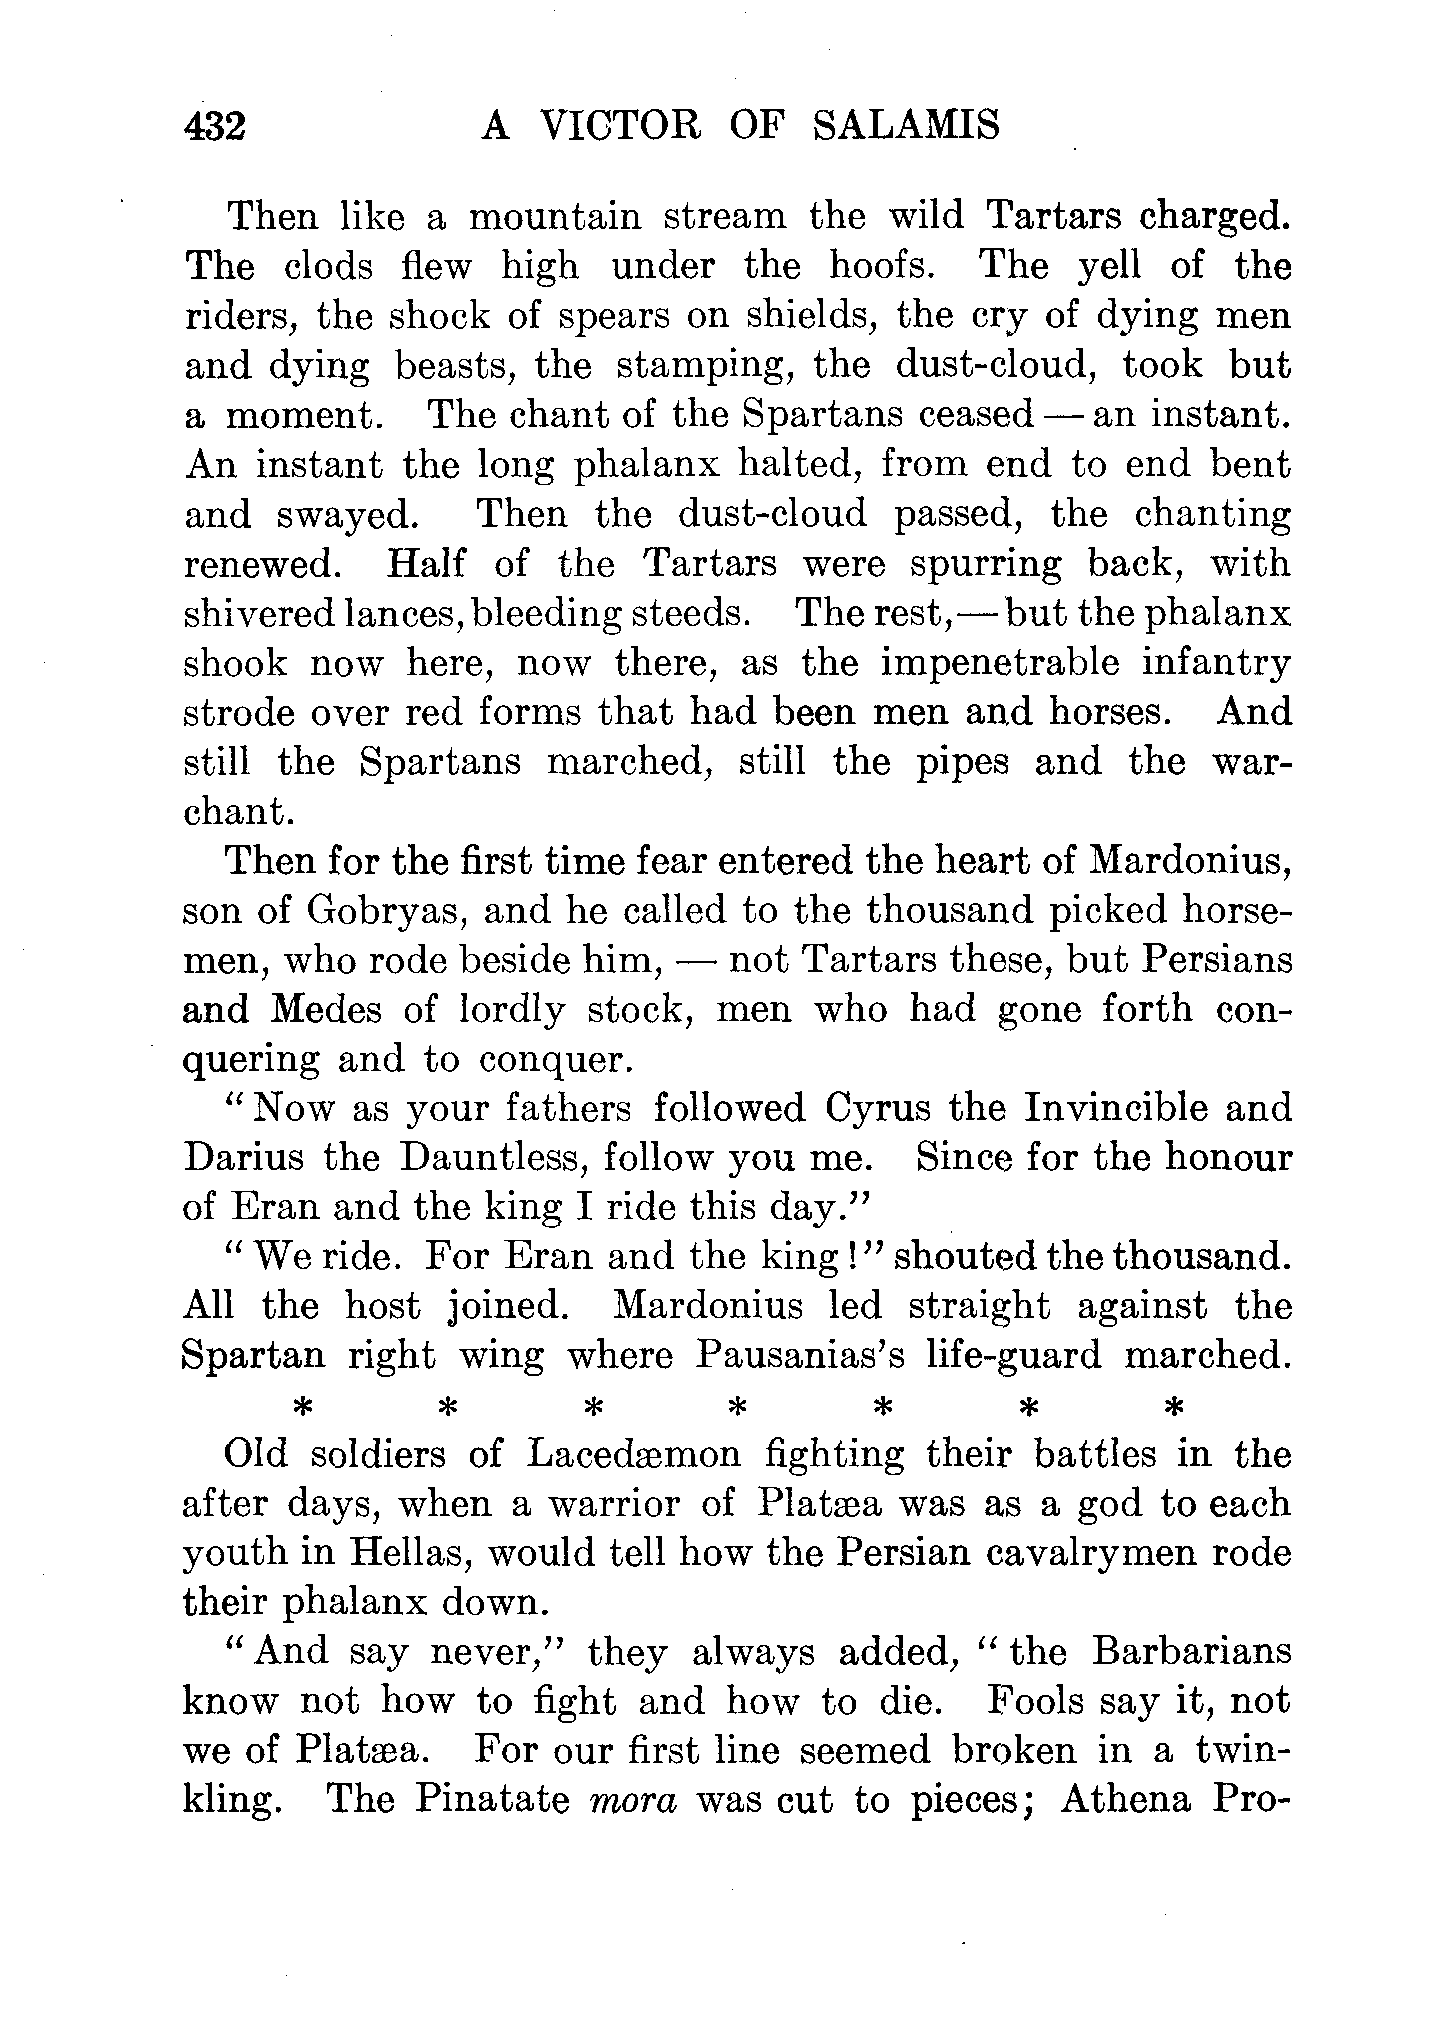 432 A VICTOR OF SALAMIS
Then like a mountain stream the wild Tartars charged.
The clods flew high under the hoofs. The yell of the
riders, the shock of spears on shields, the cry of dying men
and dying beasts, the stamping, the dust-cloud, took but
a moment. The chant of the Spartans ceased — an instant.
An instant the long phalanx halted, from end to end bent
and swayed. Then the dust-cloud passed, the chanting
renewed. Half of the Tartars were spurring back, with
shivered lances, bleeding steeds. The rest,— but the phalanx
shook now here, now there, as the impenetrable infantry
strode over red forms that had been men and horses. And
still the Spartans marched, still the pipes and the war-
chant.
Then for the first time fear entered the heart of Mardonius,
son of Gobryas, and he called to the thousand picked horse-
men, who rode beside him, — not Tartars these, but Persians
and Medes of lordly stock, men who had gone forth con-
quering and to conquer.
"Now as your fathers followed Cyrus the Invincible and
Darius the Dauntless, follow you me. Since for the honour
of Eran and the king I ride this day."
"We ride. For Eran and the king!" shouted the thousand.
All the host joined. Mardonius led straight against the
Spartan right wing where Pausanias's life-guard marched.
* * * * * * *
Old soldiers of Lacedæmon fighting their battles in the
after days, when a warrior of Platæa was as a god to each
youth in Hellas, would tell how the Persian cavalrymen rode
their phalanx down.
"And say never," they always added, "the Barbarians
know not how to fight and how to die. Fools say it, not
we of Platæa. For our first line seemed broken in a twin-
kling. The Pinatate mora was cut to pieces; Athena Pro-